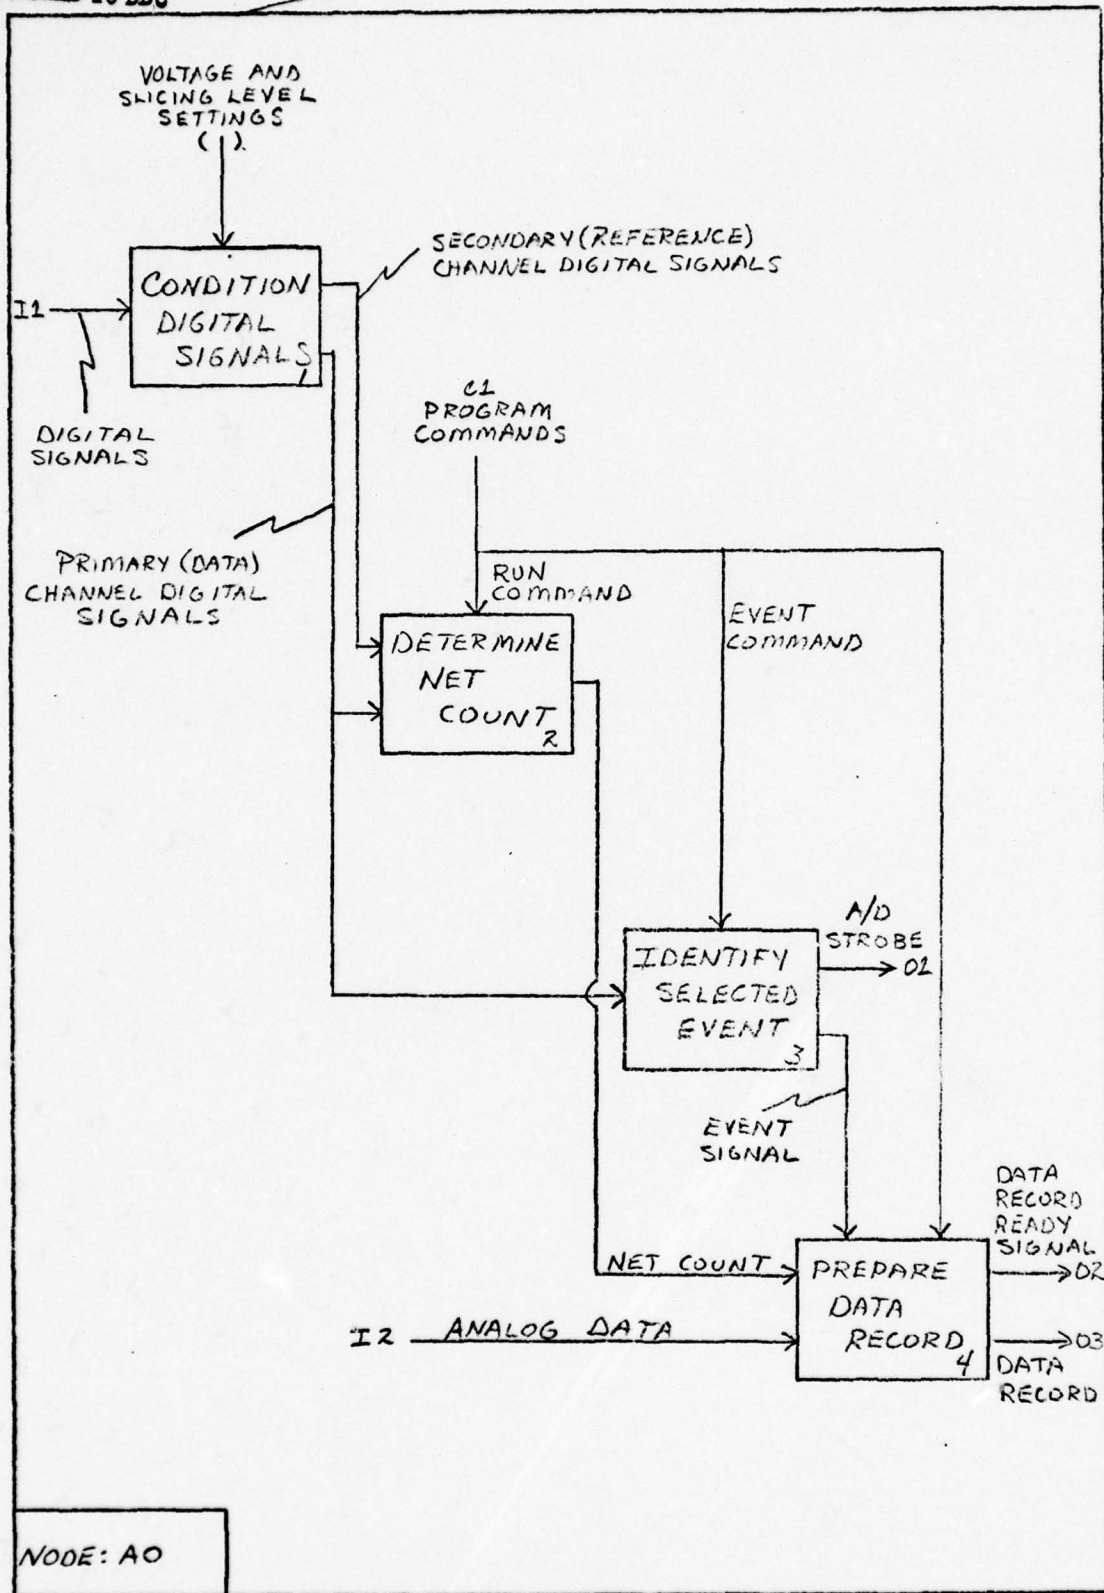 VOLTAGE AND
SLICING LEVEL
SETTINGS
( )
SECONDARY (REFERENCE)
CHANNEL DIGITAL SIGNALS
CONDITION
DIGITAL
SIGNALS
1
I1
DIGITAL
SIGNALS
C1
PROGRAM
COMMANDS
PRIMARY (DATA)
CHANNEL DIGITAL
SIGNALS
RUN
COMMAND
EVENT
COMMAND
DETERMINE
NET
COUNT
2
A/D
STROBE
O1
IDENTIFY
SELECTED
EVENT
3
EVENT
SIGNAL
DATA
RECORD
READY
SIGNAL
O2
NET COUNT
PREPARE
DATA
RECORD
4
I2 ANALOG DATA
O3
DATA
RECORD
NODE: AO